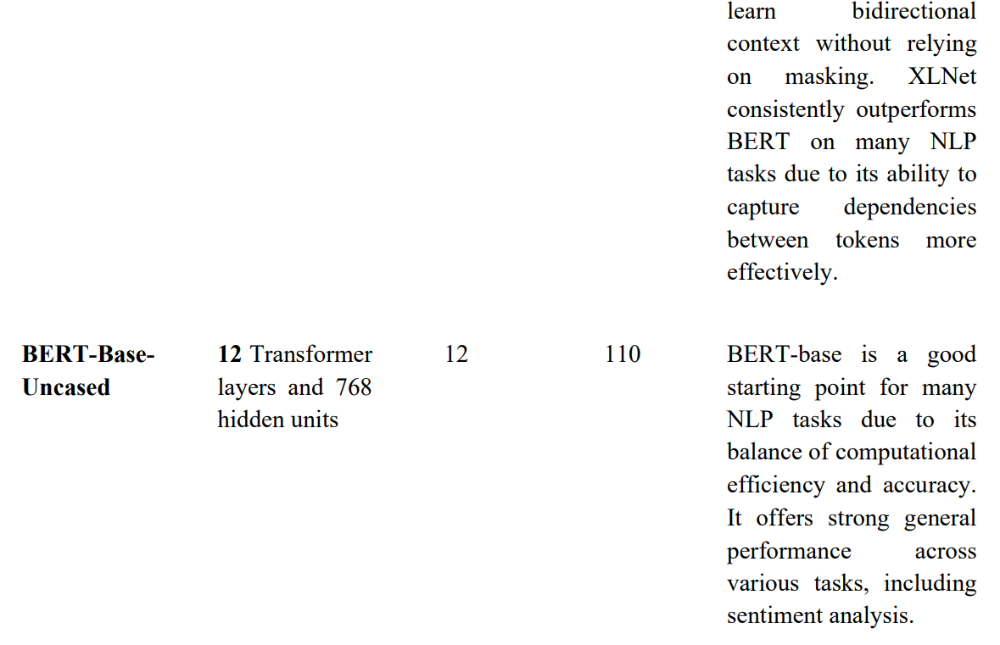 learn bidirectional
context without relying
on masking. XLNet
consistently outperforms
BERT on many NLP
tasks due to its ability to
capture dependencies
between tokens more
effectively.
BERT-Base-
Uncased
12 Transformer
layers and 768
hidden units
12
110
BERT-base is a good
starting point for many
NLP tasks due to its
balance of computational
efficiency and accuracy.
It offers strong general
performance across
various tasks, including
sentiment analysis.